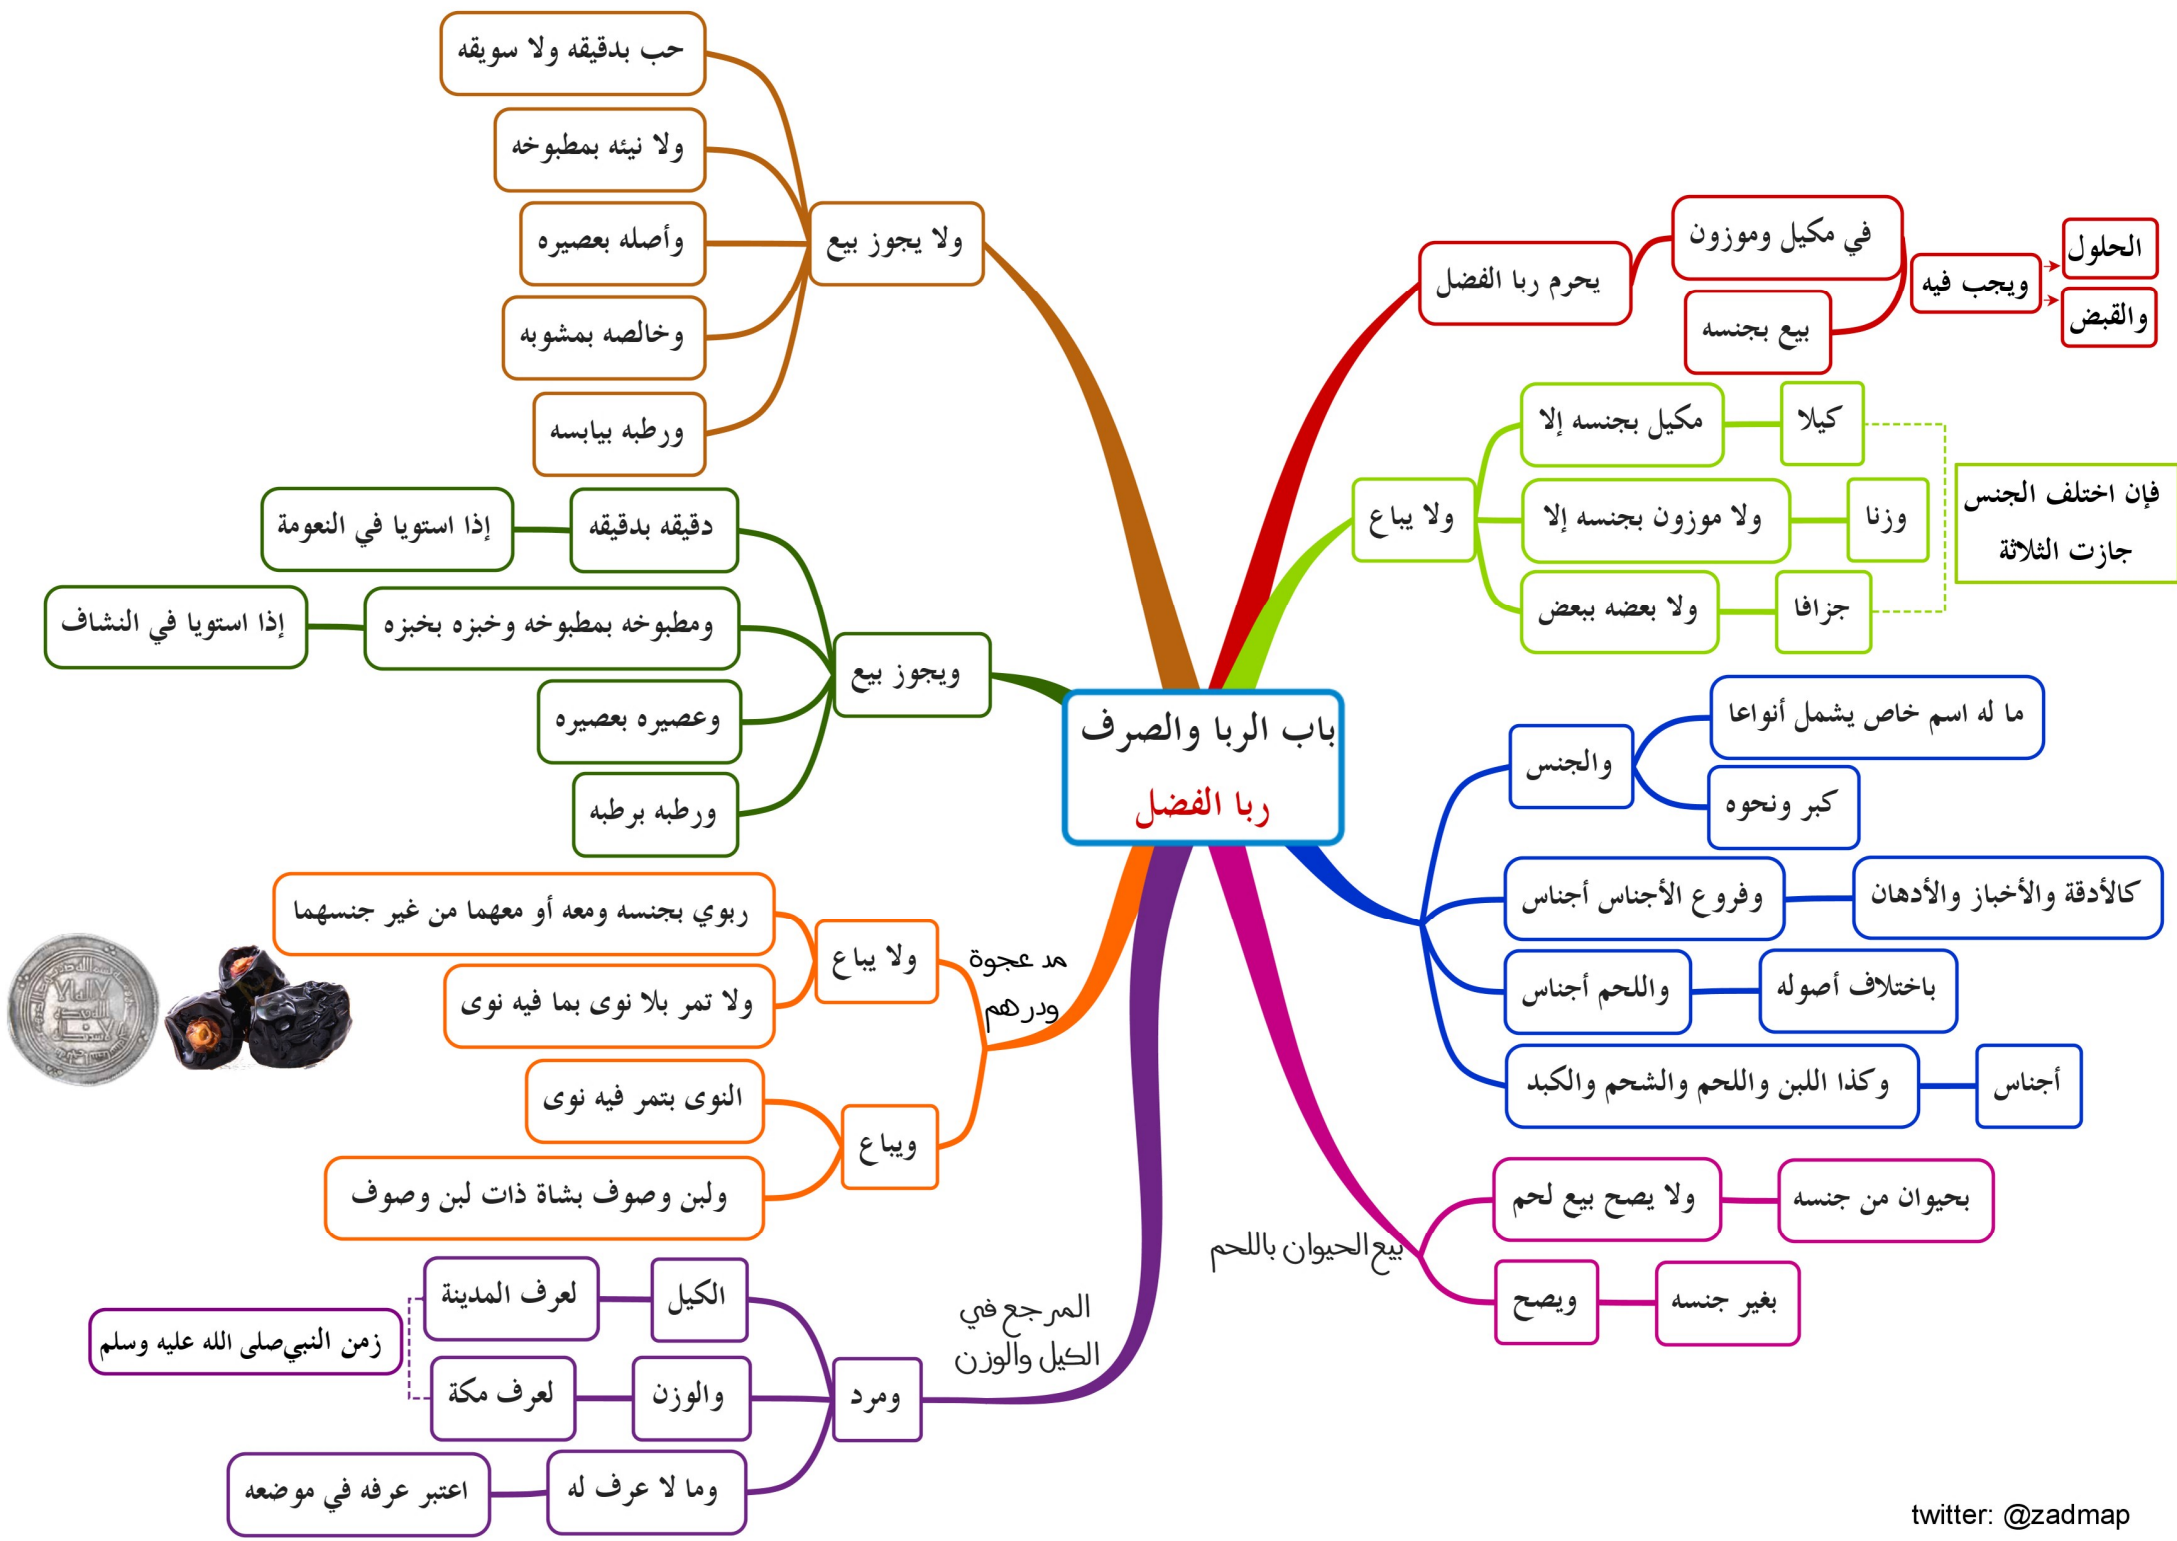 باب الربا والصرف
ربا الفضل
يحرم ربا الفضل
في مكيل وموزون
بيع بجنسه
ويجب فيه
الحلول
والقبض
ولا يباع
مكيل بجنسه إلا
كيلا
ولا موزون بجنسه إلا
وزنا
ولا بعضه ببعض
جزافا
فإن اختلف الجنس
جازت الثلاثة
والجنس
ما له اسم خاص يشمل أنواعا
كبر ونحوه
وفروع الأجناس أجناس
كالأدقة والأخباز والأدهان
واللحم أجناس
باختلاف أصوله
وكذا اللبن واللحم والشحم والكبد
أجناس
بيع الحيوان باللحم
ولا يصح بيع لحم
بحيوان من جنسه
ويصح
بغير جنسه
ولا يجوز بيع
حب بدقيقه ولا سويقه
ولا نيئه بمطبوخه
وأصله بعصيره
وخالصه بمشوبه
ورطبه بيابسه
ويجوز بيع
دقيقه بدقيقه
إذا استويا في النعومة
ومطبوخه بمطبوخه وخبزه بخبزه
إذا استويا في النشاف
وعصيره بعصيره
ورطبه برطبه
مد عجوة
ودرهم
ولا يباع
ربوي بجنسه ومعه أو معهما من غير جنسهما
ولا تمر بلا نوى بما فيه نوى
ويباع
النوى بتمر فيه نوى
ولبن وصوف بشاة ذات لبن وصوف
المرجع في
الكيل والوزن
ومرد
الكيل
لعرف المدينة
والوزن
لعرف مكة
زمن النبي صلى الله عليه وسلم
وما لا عرف له
اعتبر عرفه في موضعه
twitter: @zadmap